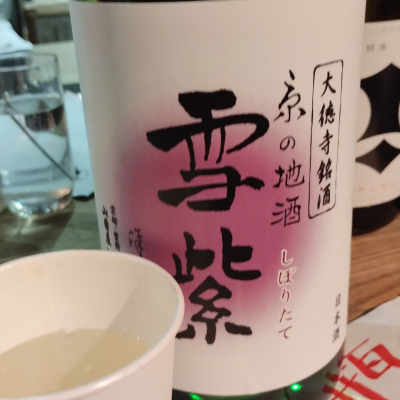 大徳寺銘酒
京の地酒
しぼりたて
雪紫
日本酒